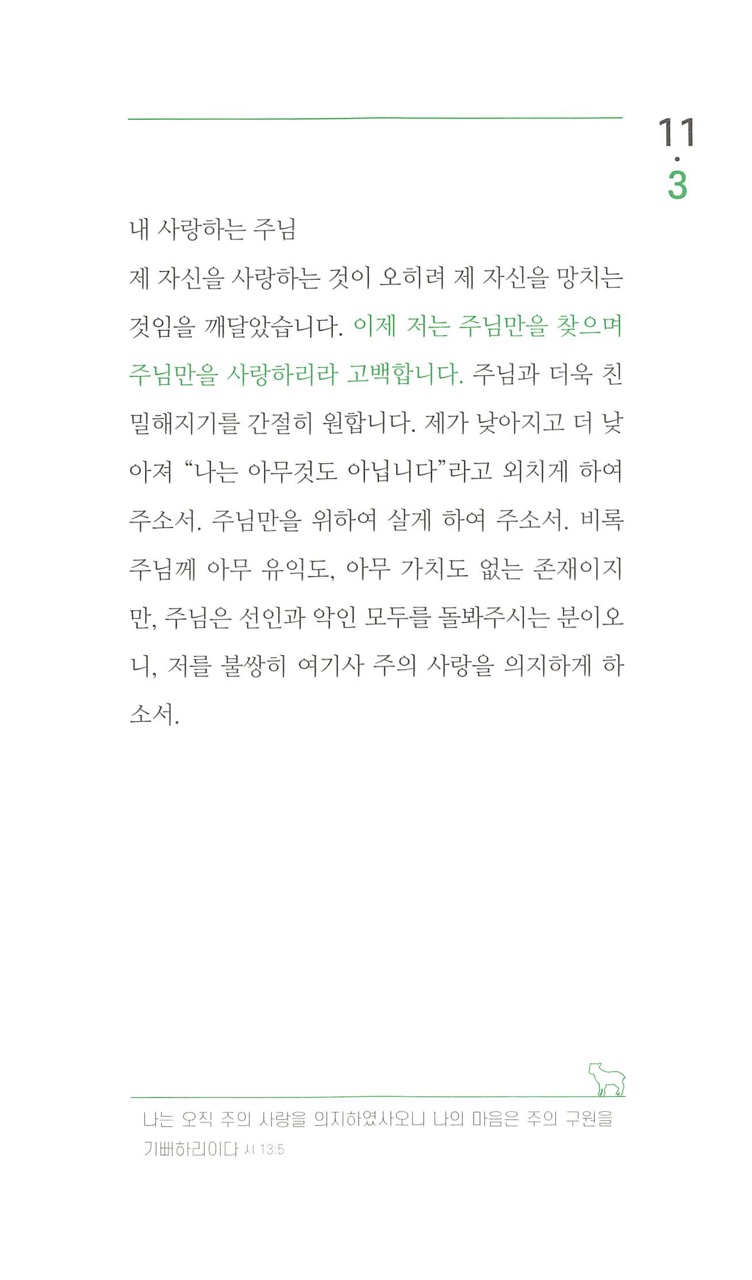 11
·
3
내 사랑하는 주님
제 자신을 사랑하는 것이 오히려 제 자신을 망치는
것임을 깨달았습니다. 이제 저는 주님만을 찾으며
주님만을 사랑하리라 고백합니다. 주님과 더욱 친
밀해지기를 간절히 원합니다. 제가 낮아지고 더 낮
아져 “나는 아무것도 아닙니다”라고 외치게 하여
주소서. 주님만을 위하여 살게 하여 주소서. 비록
주님께 아무 유익도, 아무 가치도 없는 존재이지
만, 주님은 선인과 악인 모두를 돌봐주시는 분이오
니, 저를 불쌍히 여기사 주의 사랑을 의지하게 하
소서.
나는 오직 주의 사랑을 의지하였사오니 나의 마음은 주의 구원을
기뻐하리이다 시 13:5